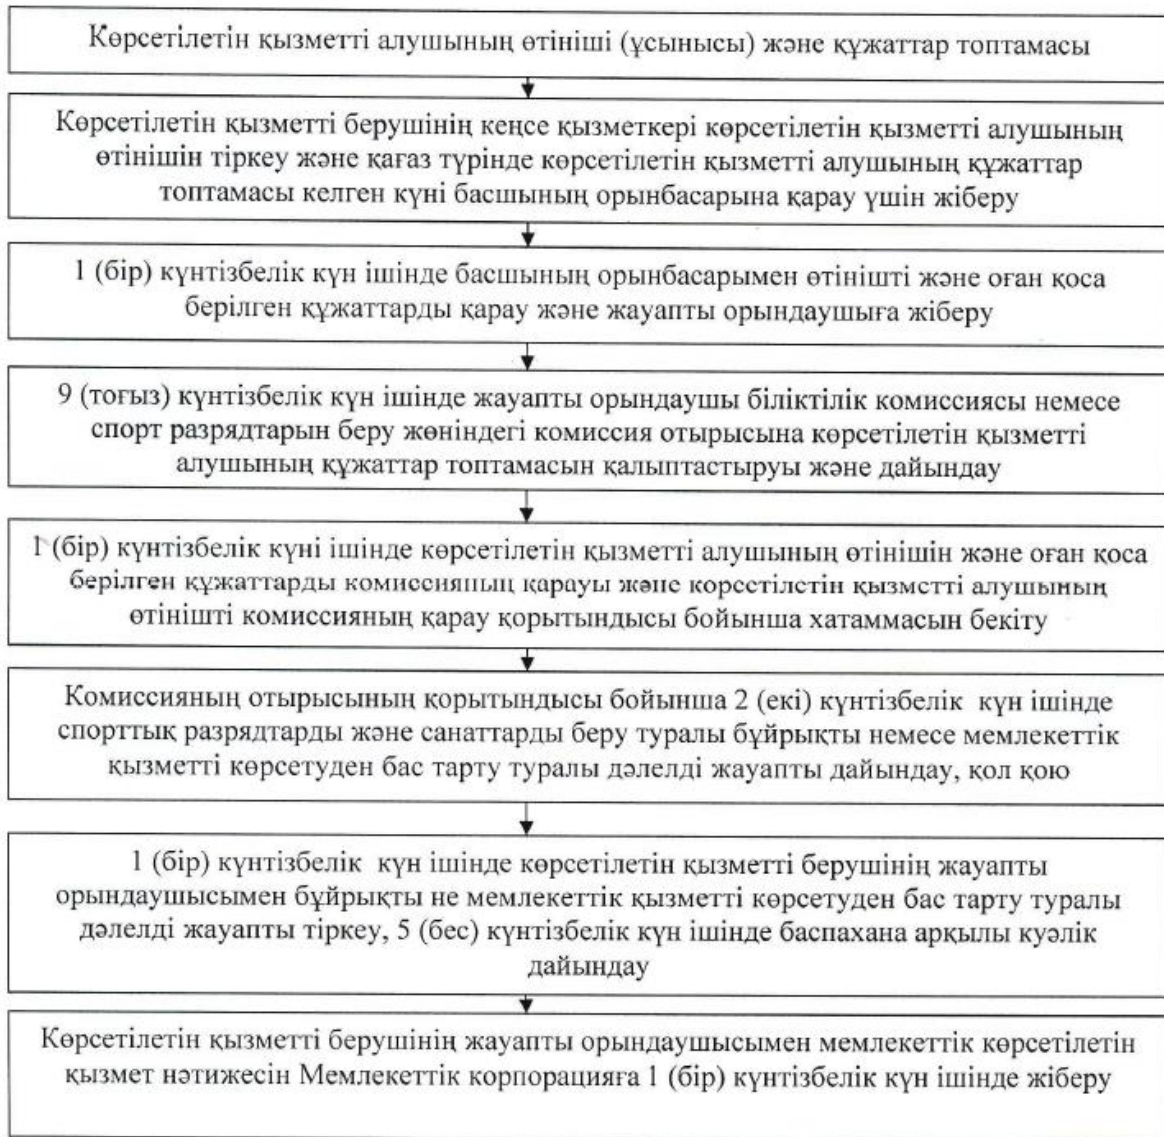 Көрсетілетін қызметті алушының өтініші (ұсынысы) және құжаттар топтамасы
Көрсетілетін қызметті берушінің кеңсе қызметкері көрсетілетін қызметті алушының
өтінішін тіркеу және қағаз түрінде көрсетілетін қызметті алушының құжаттар
топтамасы келген күні басшының орынбасарына қарау үшін жіберу
1 (бір) күнтізбелік күн ішінде басшының орынбасарымен өтінішті және оған қоса
берілген құжаттарды қарау және жауапты орындаушыға жіберу
9 (тоғыз) күнтізбелік күн ішінде жауапты орындаушы біліктілік комиссиясы немесе
спорт разрядтарын беру жөніндегі комиссия отырысына көрсетілетін қызметті
алушының құжаттар топтамасын қалыптастыруы және дайындау
1 (бір) күнтізбелік күні ішінде көрсетілетін қызметті алушының өтінішін және оған қоса
берілген құжаттарды комиссияның қарауы және көрсетілетін қызметті алушының
өтінішті комиссияның қарау қорытындысы бойынша хатаммасын бекіту
Комиссияның отырысының қорытындысы бойынша 2 (екі) күнтізбелік күн ішінде
спорттық разрядтарды және санаттарды беру туралы бұйрықты немесе мемлекеттік
қызметті көрсетуден бас тарту туралы дәлелді жауапты дайындау, қол қою
1 (бір) күнтізбелік күн ішінде көрсетілетін қызметті берушінің жауапты
орындаушысымен бұйрықты не мемлекеттік қызметті көрсетуден бас тарту туралы
дәлелді жауапты тіркеу, 5 (бес) күнтізбелік күн ішінде баспахана арқылы куәлік
дайындау
Көрсетілетін қызметті берушінің жауапты орындаушысымен мемлекеттік көрсетілетін
қызмет нәтижесін Мемлекеттік корпорацияға 1 (бір) күнтізбелік күн ішінде жіберу